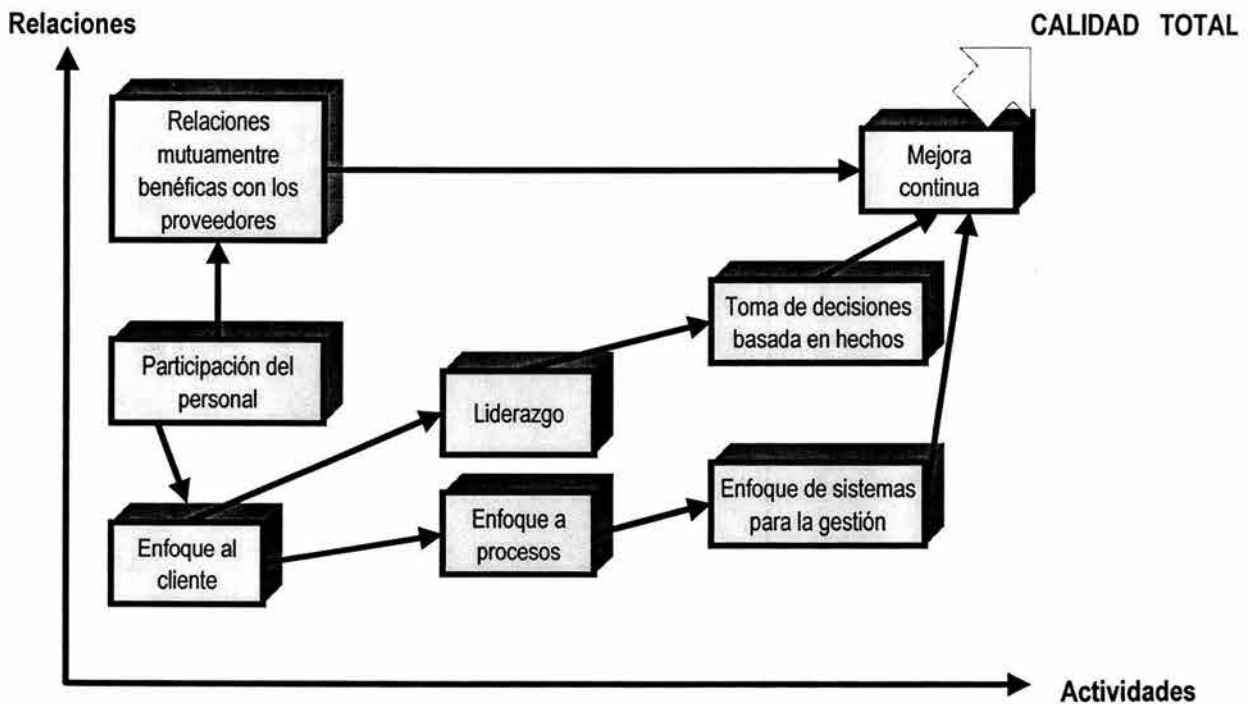 Relaciones
CALIDAD TOTAL
Relaciones
mutuamentre
benéficas con los
proveedores
Mejora
continua
Toma de decisiones
basada en hechos
Participación del
personal
Liderazgo
Enfoque de sistemas
para la gestión
Enfoque a
procesos
Enfoque al
cliente
Actividades